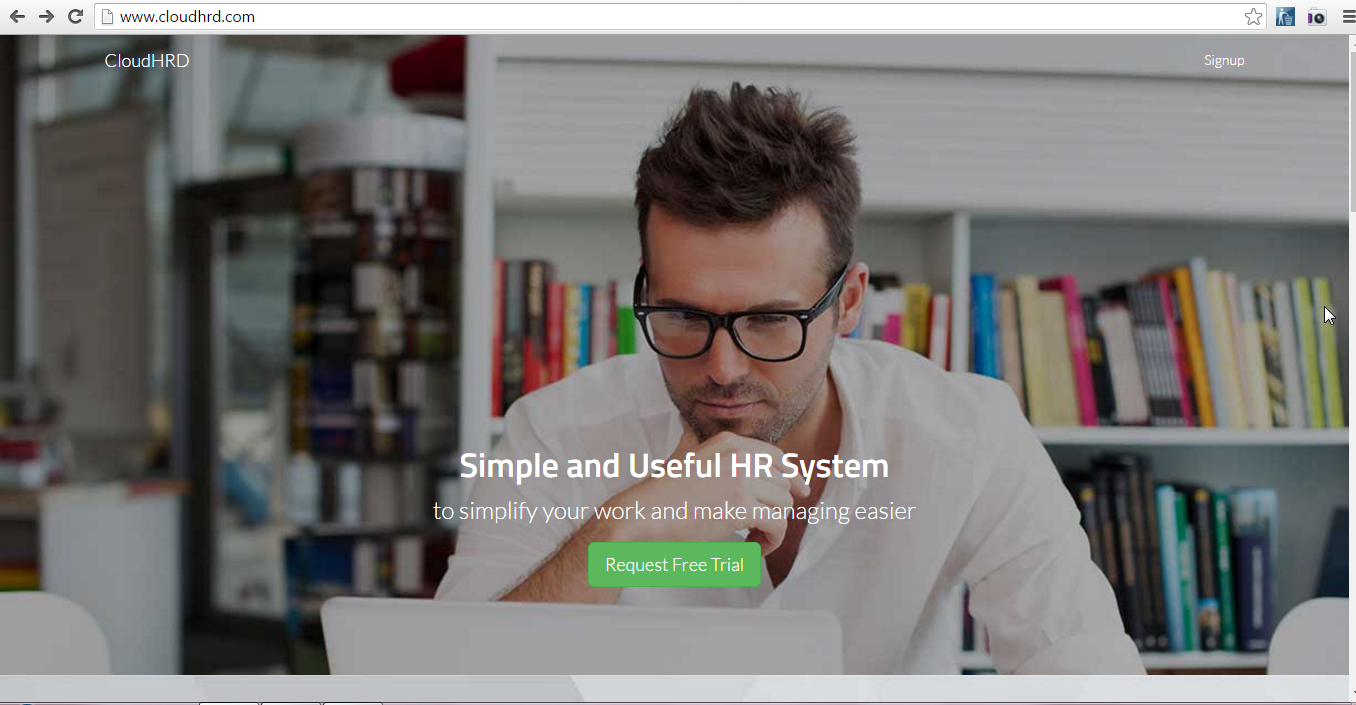 www.cloudhrd.com
CloudHRD
Signup
Simple and Useful HR System
to simplify your work and make managing easier
Request Free Trial